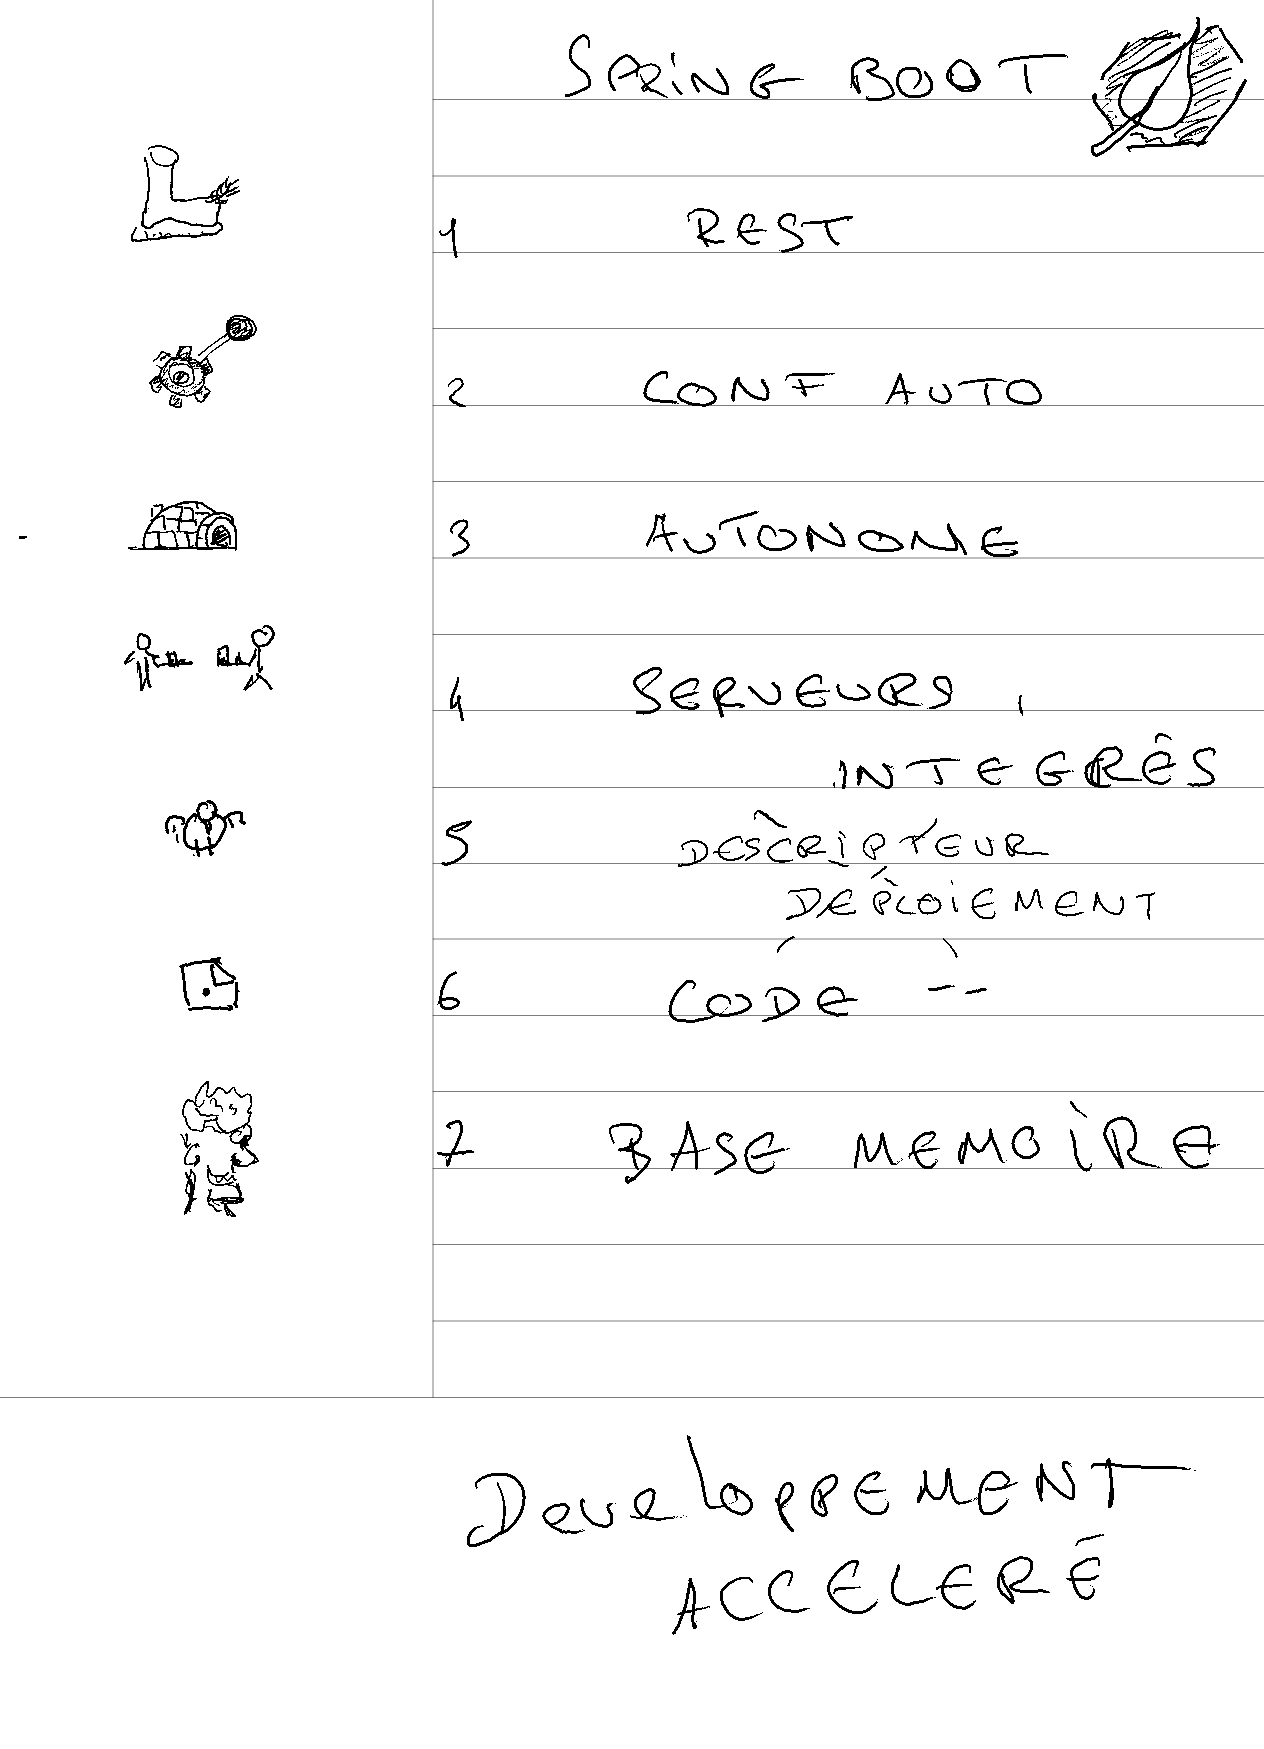 SPRING BOOT
1 REST
2 CONF AUTO
3 AUTONOME
4 SERVEURS
INTEGRÉS
5 DESCRIPTEUR
DEPLOIEMENT
6 CODE --
7 BASE MEMOIRE
Developpement
ACCELERÉ